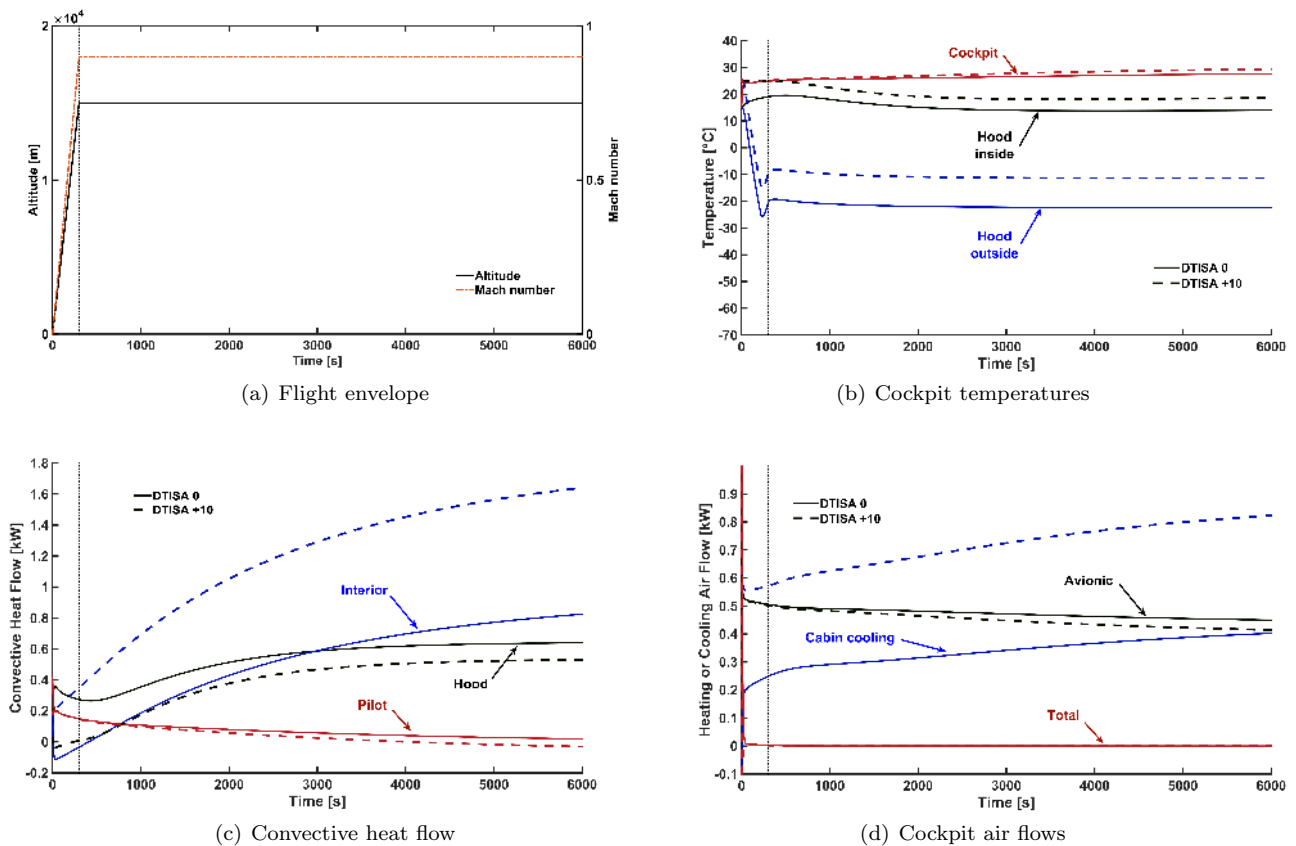 ×10⁴
2
1
0
Altitude [m]
1
0.5
0
Mach number
Altitude
Mach number
0 1000 2000 3000 4000 5000 6000
Time [s]
(a) Flight envelope
40
30
20
10
0
-10
-20
-30
-40
-50
-60
-70
Temperature [°C]
Cockpit
Hood
inside
Hood
outside
DTISA 0
DTISA +10
0 1000 2000 3000 4000 5000 6000
Time [s]
(b) Cockpit temperatures
1.8
1.6
1.4
1.2
1
0.8
0.6
0.4
0.2
0
-0.2
Convective Heat Flow [kW]
DTISA 0
DTISA +10
Interior
Hood
Pilot
0 1000 2000 3000 4000 5000 6000
Time [s]
(c) Convective heat flow
0.9
0.8
0.7
0.6
0.5
0.4
0.3
0.2
0.1
0
-0.1
Heating or Cooling Air Flow [kW]
DTISA 0
DTISA +10
Avionic
Cabin cooling
Total
0 1000 2000 3000 4000 5000 6000
Time [s]
(d) Cockpit air flows